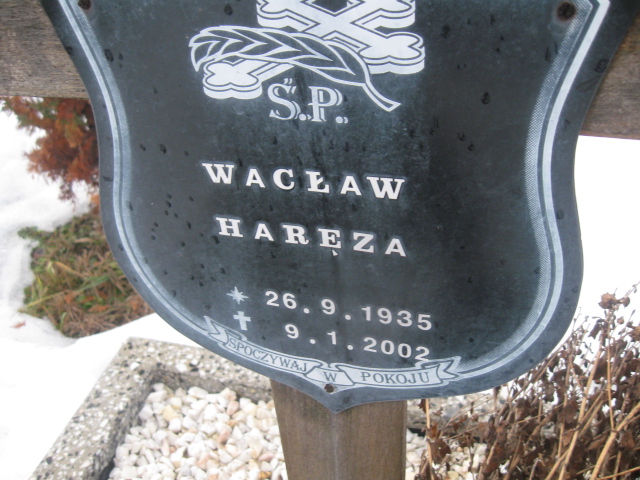 Ś.P.
WACŁAW
HARĘZA
26.9.1935
9.1.2002
SPOCZYWAJ W POKOJU